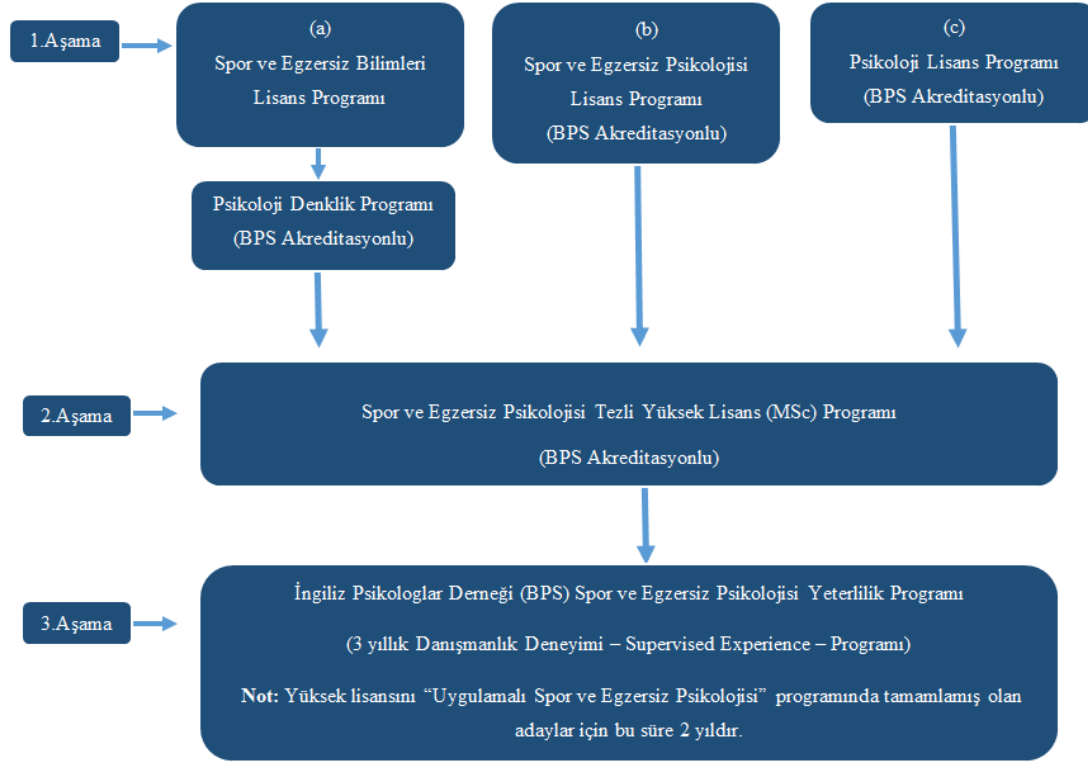 1.Aşama
(a)
Spor ve Egzersiz Bilimleri
Lisans Programı
(b)
Spor ve Egzersiz Psikolojisi
Lisans Programı
(BPS Akreditasyonlu)
(c)
Psikoloji Lisans Programı
(BPS Akreditasyonlu)
Psikoloji Denklik Programı
(BPS Akreditasyonlu)
2.Aşama
Spor ve Egzersiz Psikolojisi Tezli Yüksek Lisans (MSc) Programı
(BPS Akreditasyonlu)
3.Aşama
İngiliz Psikologlar Derneği (BPS) Spor ve Egzersiz Psikolojisi Yeterlilik Programı
(3 yıllık Danışmanlık Deneyimi – Supervised Experience – Programı)
Not: Yüksek lisansını “Uygulamalı Spor ve Egzersiz Psikolojisi” programında tamamlamış olan
adaylar için bu süre 2 yıldır.